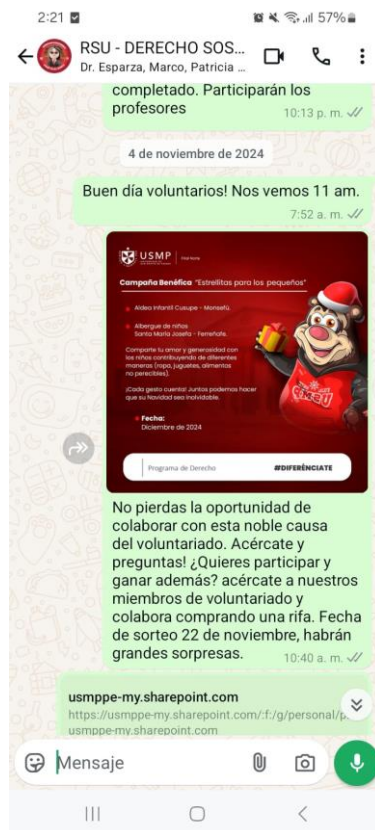 2:21
57%
RSU - DERECHO SOS...
Dr. Esparza, Marco, Patricia ...
completado. Participarán los
profesores
10:13 p. m.
4 de noviembre de 2024
Buen día voluntarios! Nos vemos 11 am.
7:52 a. m.
USMP
Campaña Benéfica "Estrellitas para los pequeños"
Aldea Infantil Cusupe - Monsefú.
Albergue de niños
Santa María Josefa - Ferreñafe.
Comparte tu amor y generosidad con
los niños contribuyendo de diferentes
maneras (ropa, juguetes, alimentos
no perecibles).
¡Cada gesto cuenta! Juntos podemos hacer
que su Navidad sea inolvidable.
Fecha:
Diciembre de 2024
Programa de Derecho
#DIFERÉNCIATE
No pierdas la oportunidad de
colaborar con esta noble causa
del voluntariado. Acércate y
preguntas! ¿Quieres participar y
ganar además? acércate a nuestros
miembros de voluntariado y
colabora comprando una rifa. Fecha
de sorteo 22 de noviembre, habrán
grandes sorpresas.
10:40 a. m.
usmppe-my.sharepoint.com
https://usmppe-my.sharepoint.com/:f:/g/personal/p
usmppe-my.sharepoint.com
Mensaje